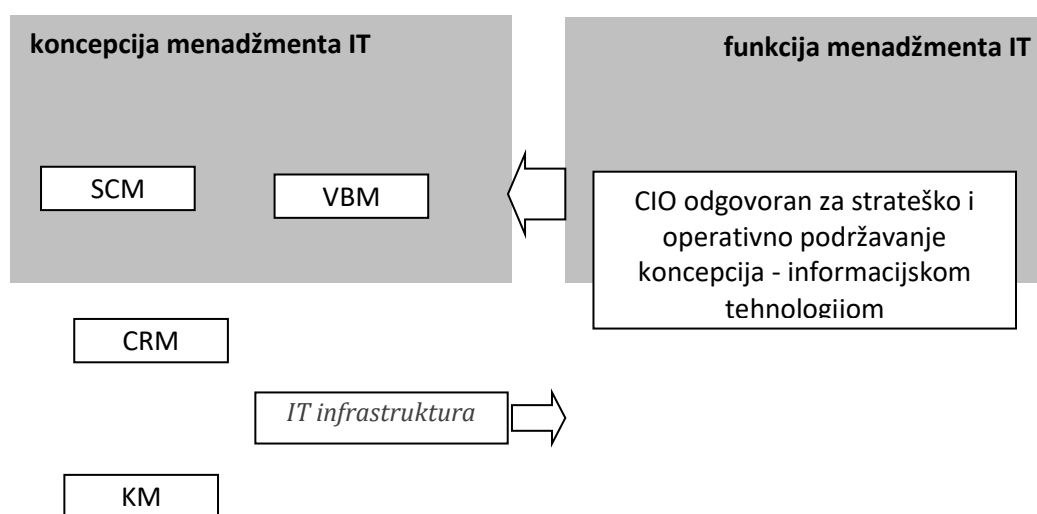 koncepcija menadžmenta IT
funkcija menadžmenta IT
SCM
VBM
CIO odgovoran za strateško i
operativno podržavanje
koncepcija - informacijskom
tehnologijom
CRM
IT infrastruktura
KM